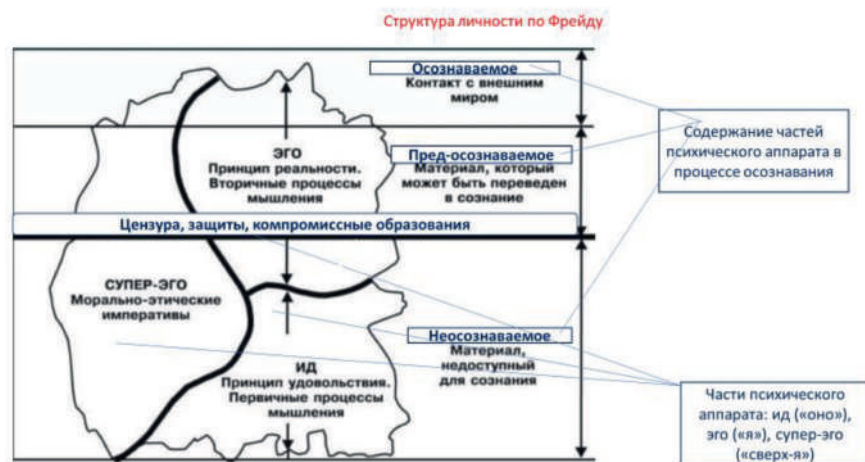 Структура личности по Фрейду
Осознаваемое
Контакт с внешним
миром
ЭГО
Принцип реальности.
Вторичные процессы
мышления
Пред-осознаваемое
Материал, который
может быть переведен
в сознание
Содержание частей
психического аппарата в
процессе осознавания
Цензура, защиты, компромиссные образования
СУПЕР-ЭГО
Морально-этические
императивы
Неосознаваемое
Материал,
недоступный
для сознания
ИД
Принцип удовольствия.
Первичные процессы
мышления
Части психического
аппарата: ид («оно»),
эго («я»), супер-эго
(«сверх-я»)